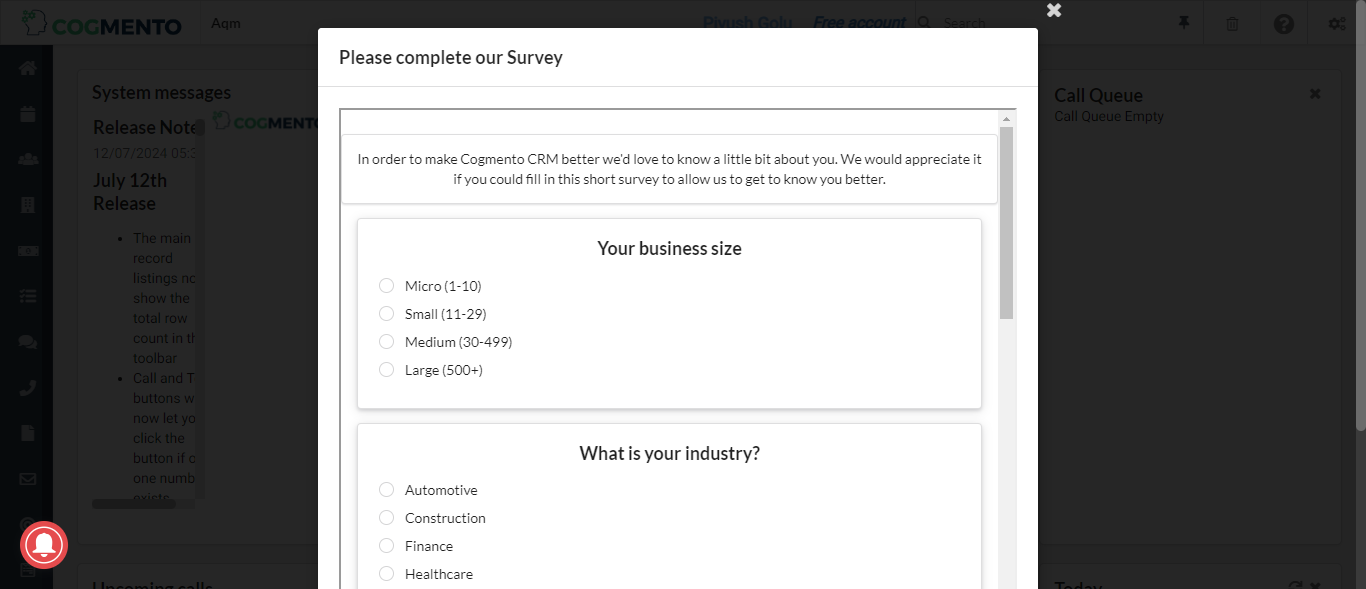 COGMENTO
Aqm
Piyush Golu
Free account
Search
Please complete our Survey
In order to make Cogmento CRM better we'd love to know a little bit about you. We would appreciate it
if you could fill in this short survey to allow us to get to know you better.
Your business size
Micro (1-10)
Small (11-29)
Medium (30-499)
Large (500+)
What is your industry?
Automotive
Construction
Finance
Healthcare
System messages
Release Note
COGMENTO
12/07/2024 05:3
July 12th
Release
The main
record
listings no
show the
total row
count in th
toolbar
Call and T
buttons w
now let yo
click the
button if o
one numb
exists
Upcoming calls
Call Queue
Call Queue Empty
Today